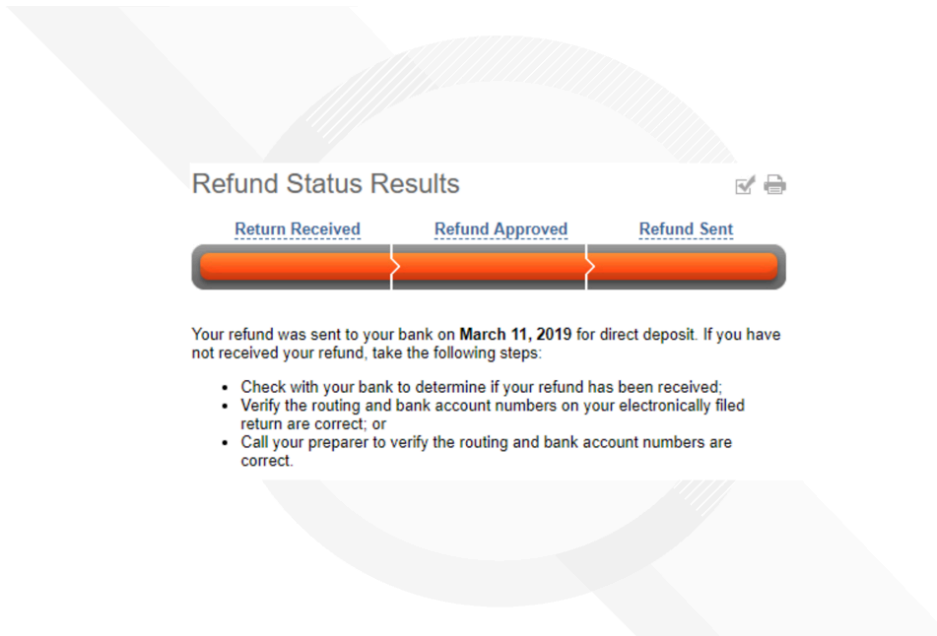 Refund Status Results
Return Received Refund Approved Refund Sent
Your refund was sent to your bank on March 11, 2019 for direct deposit. If you have
not received your refund, take the following steps:
• Check with your bank to determine if your refund has been received;
• Verify the routing and bank account numbers on your electronically filed
return are correct; or
• Call your preparer to verify the routing and bank account numbers are
correct.